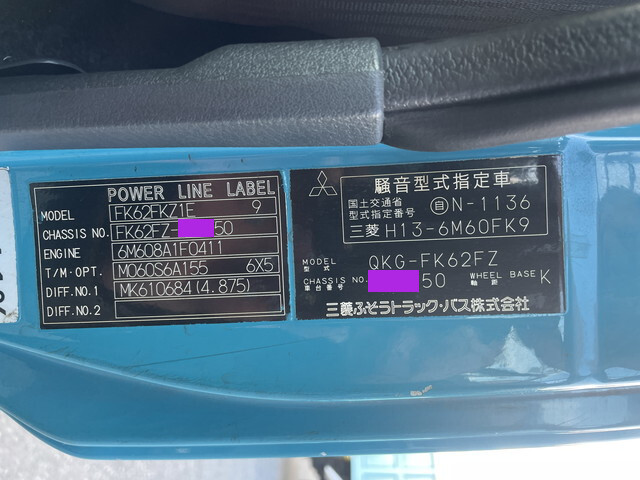 POWER LINE LABEL
MODEL FK62FKZ1E 9
CHASSIS NO. FK62FZ- 50
ENGINE 6M608A1F0411
T/M·OPT. M060S6A155 6X5
DIFF.NO.1 MK610684(4.875)
DIFF.NO.2
騒音型式指定車
国土交通省
型式指定番号 自N-1136
三菱 H13-6M60FK9
MODEL
型式 QKG-FK62FZ
CHASSIS NO.
車台番号 50 WHEEL BASE
軸距 K
三菱ふそうトラック・バス株式会社